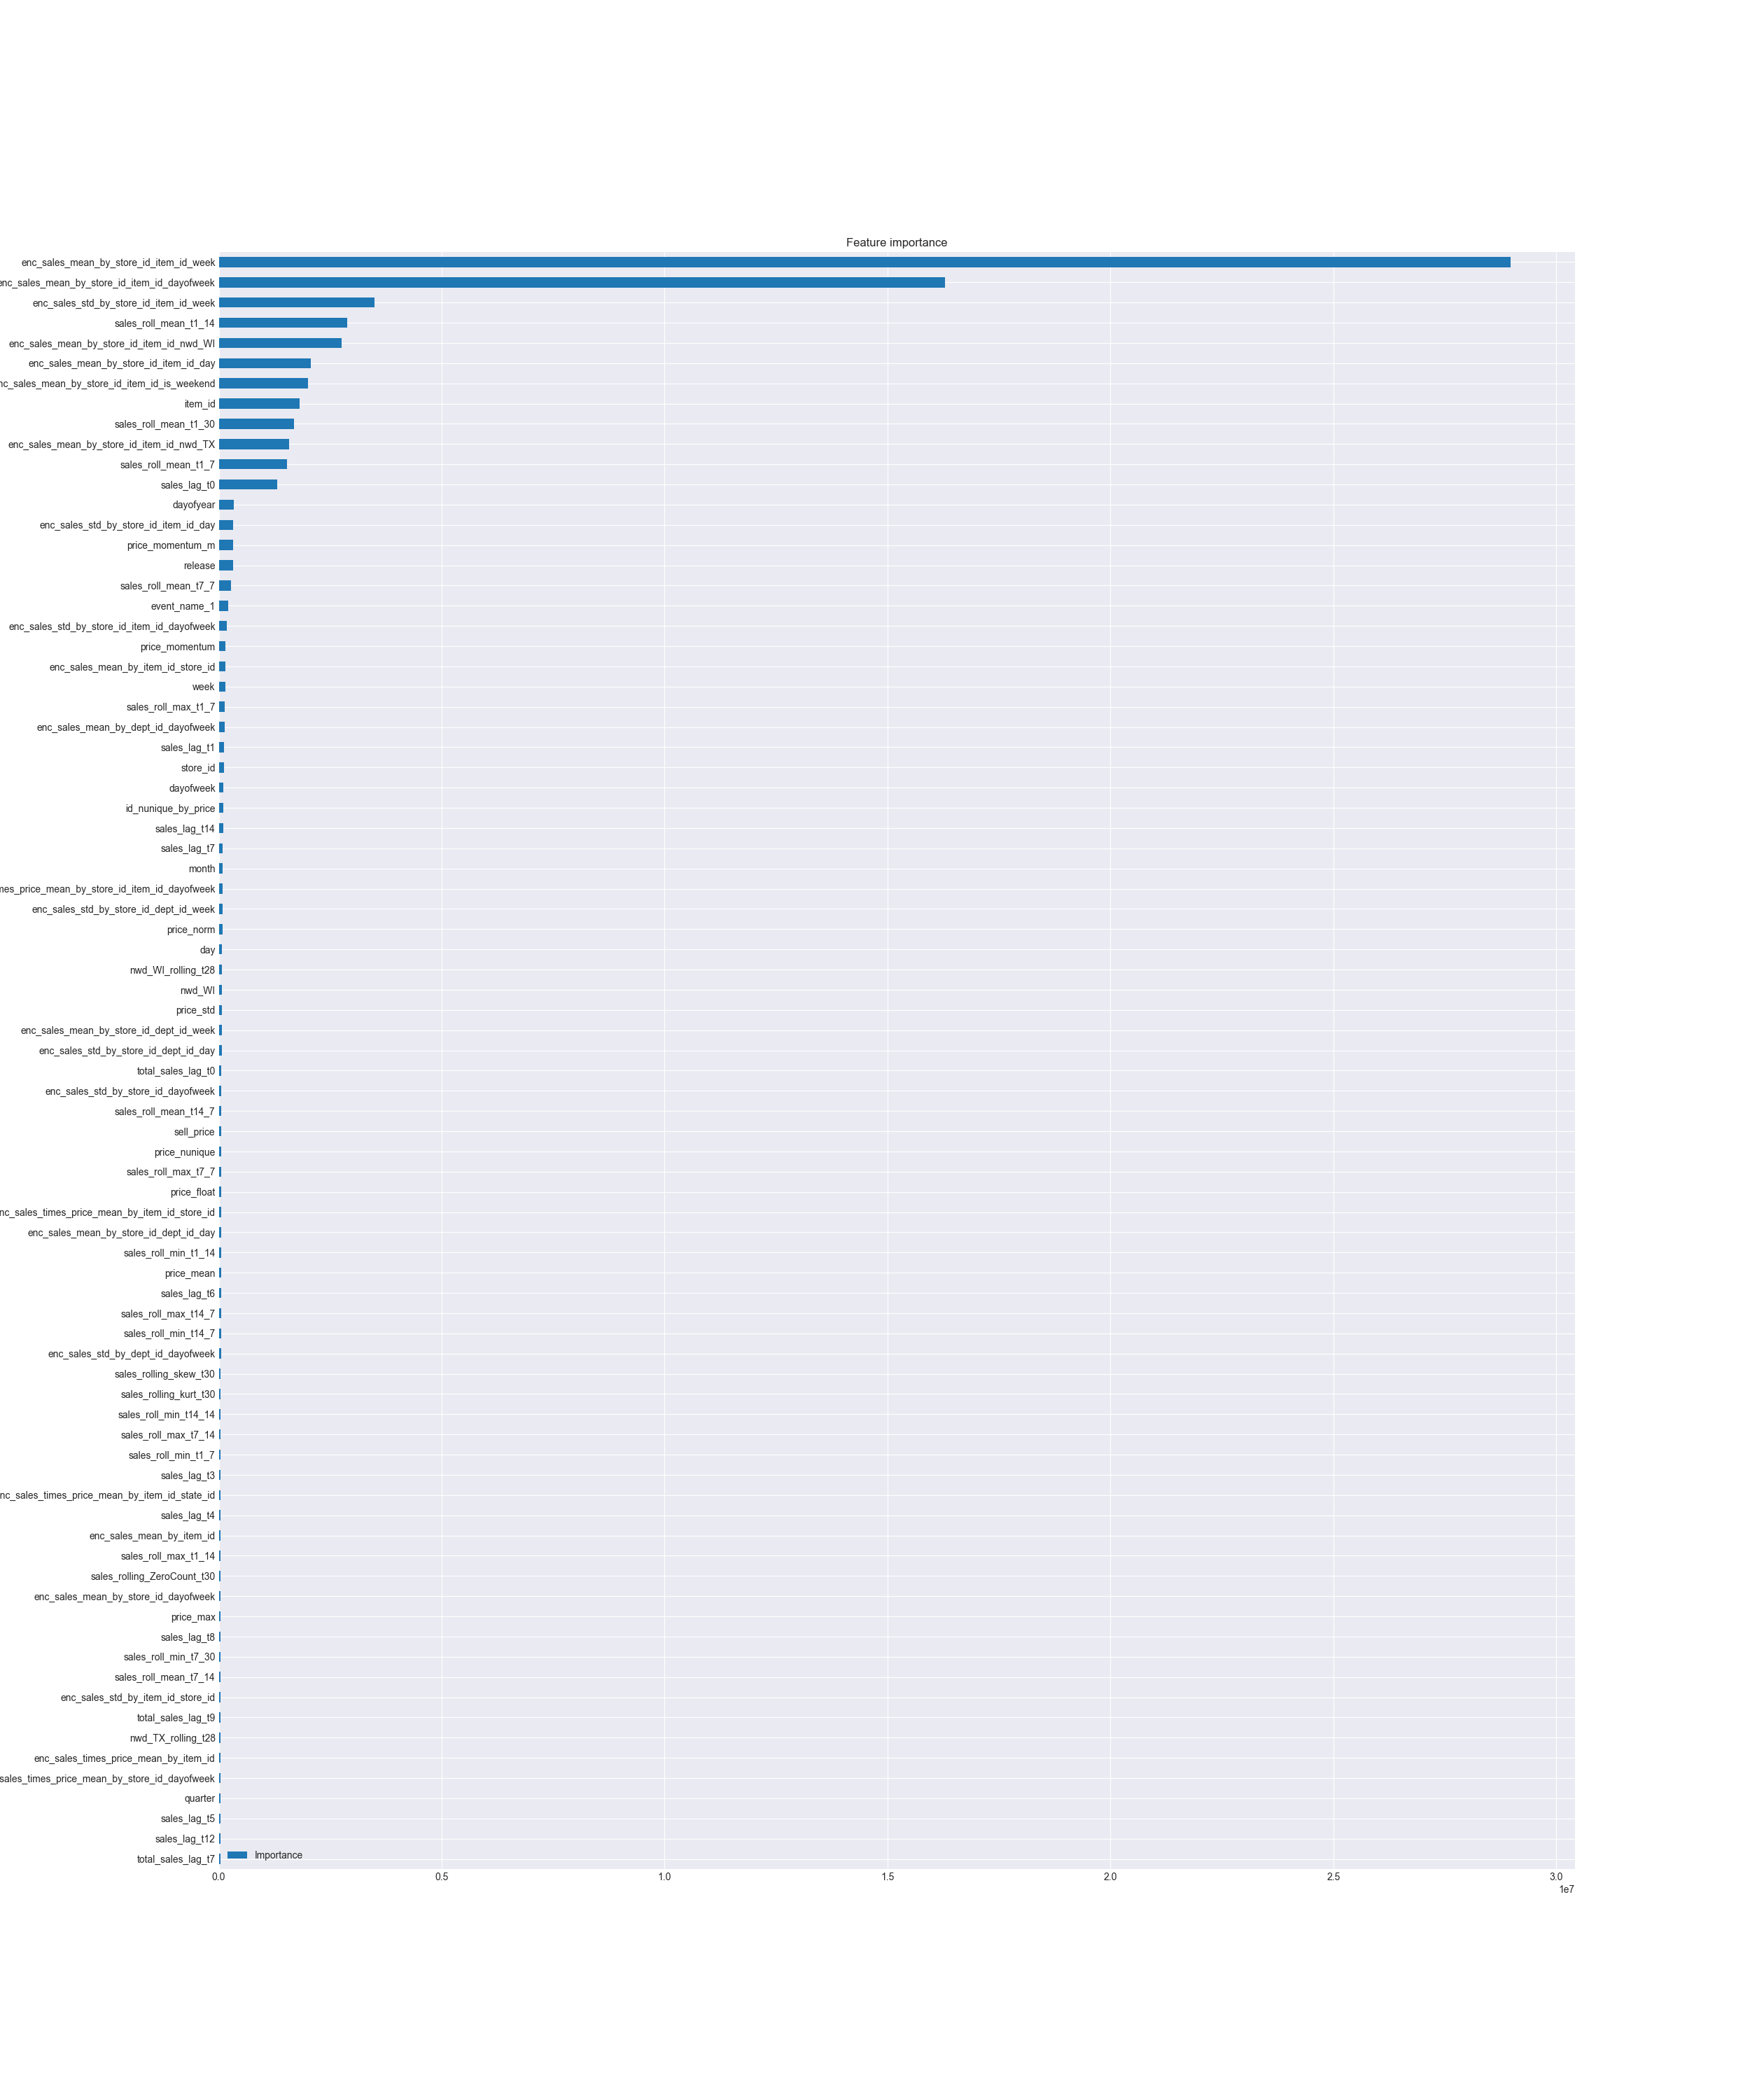 Feature importance
enc_sales_mean_by_store_id_item_id_week
enc_sales_mean_by_store_id_item_id_dayofweek
enc_sales_std_by_store_id_item_id_week
sales_roll_mean_t1_14
enc_sales_mean_by_store_id_item_id_nwd_WI
enc_sales_mean_by_store_id_item_id_day
nc_sales_mean_by_store_id_item_id_is_weekend
item_id
sales_roll_mean_t1_30
enc_sales_mean_by_store_id_item_id_nwd_TX
sales_roll_mean_t1_7
sales_lag_t0
dayofyear
enc_sales_std_by_store_id_item_id_day
price_momentum_m
release
sales_roll_mean_t7_7
event_name_1
enc_sales_std_by_store_id_item_id_dayofweek
price_momentum
enc_sales_mean_by_item_id_store_id
week
sales_roll_max_t1_7
enc_sales_mean_by_dept_id_dayofweek
sales_lag_t1
store_id
dayofweek
id_nunique_by_price
sales_lag_t14
sales_lag_t7
month
mes_price_mean_by_store_id_item_id_dayofweek
enc_sales_std_by_store_id_dept_id_week
price_norm
day
nwd_WI_rolling_t28
nwd_WI
price_std
enc_sales_mean_by_store_id_dept_id_week
enc_sales_std_by_store_id_dept_id_day
total_sales_lag_t0
enc_sales_std_by_store_id_dayofweek
sales_roll_mean_t14_7
sell_price
price_nunique
sales_roll_max_t7_7
price_float
nc_sales_times_price_mean_by_item_id_store_id
enc_sales_mean_by_store_id_dept_id_day
sales_roll_min_t1_14
price_mean
sales_lag_t6
sales_roll_max_t14_7
sales_roll_min_t14_7
enc_sales_std_by_dept_id_dayofweek
sales_rolling_skew_t30
sales_rolling_kurt_t30
sales_roll_min_t14_14
sales_roll_max_t7_14
sales_roll_min_t1_7
sales_lag_t3
nc_sales_times_price_mean_by_item_id_state_id
sales_lag_t4
enc_sales_mean_by_item_id
sales_roll_max_t1_14
sales_rolling_ZeroCount_t30
enc_sales_mean_by_store_id_dayofweek
price_max
sales_lag_t8
sales_roll_min_t7_30
sales_roll_mean_t7_14
enc_sales_std_by_item_id_store_id
total_sales_lag_t9
nwd_TX_rolling_t28
enc_sales_times_price_mean_by_item_id
sales_times_price_mean_by_store_id_dayofweek
quarter
sales_lag_t5
sales_lag_t12
total_sales_lag_t7
Importance
0.0 0.5 1.0 1.5 2.0 2.5 3.0
1e7